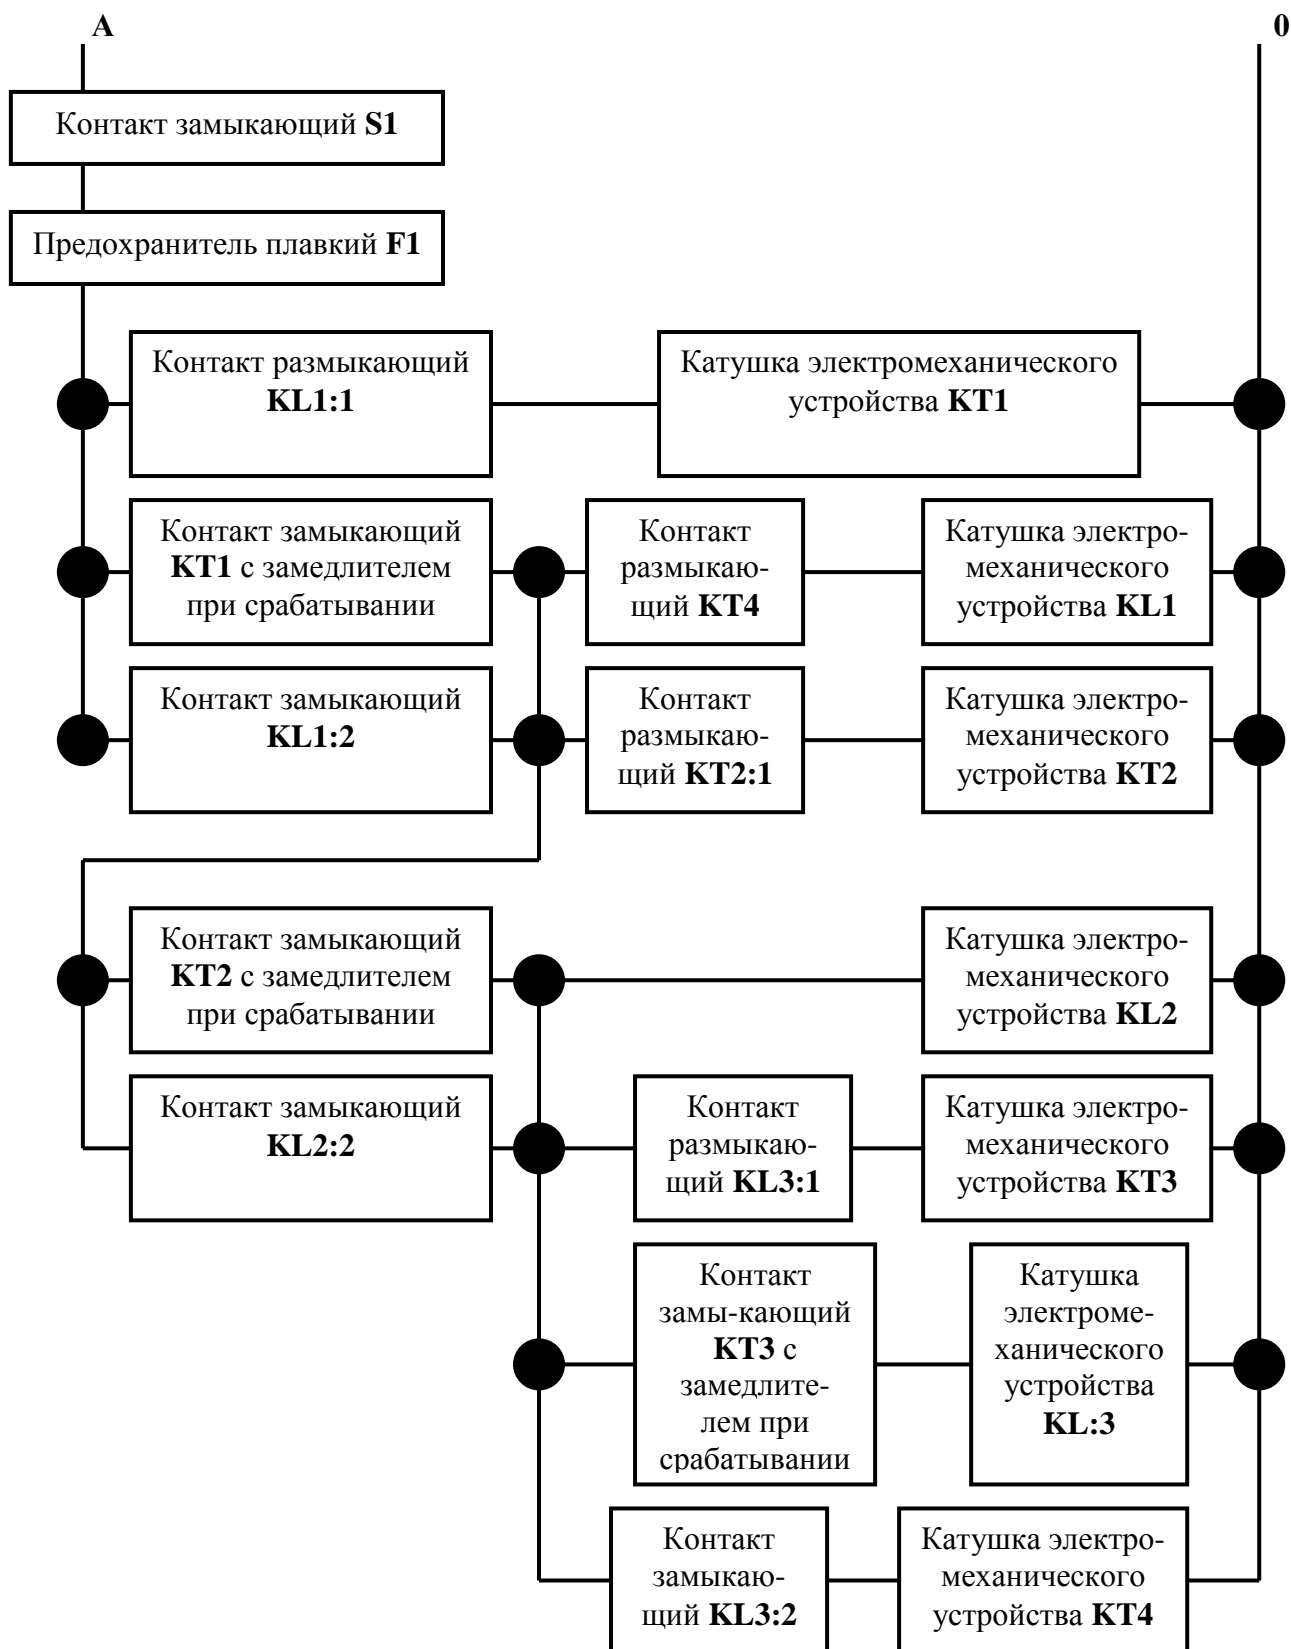 A 0
Контакт замыкающий S1
Предохранитель плавкий F1
Контакт размыкающий
KL1:1
Катушка электромеханического
устройства KT1
Контакт замыкающий
KT1 с замедлителем
при срабатывании
Контакт
размыкаю-
щий KT4
Катушка электро-
механического
устройства KL1
Контакт замыкающий
KL1:2
Контакт
размыкаю-
щий KT2:1
Катушка электро-
механического
устройства KT2
Контакт замыкающий
KT2 с замедлителем
при срабатывании
Катушка электро-
механического
устройства KL2
Контакт замыкающий
KL2:2
Контакт
размыкаю-
щий KL3:1
Катушка электро-
механического
устройства KT3
Контакт
замы-кающий
KT3 с
замедлите-
лем при
срабатывании
Катушка
электроме-
ханического
устройства
KL:3
Контакт
замыкаю-
щий KL3:2
Катушка электро-
механического
устройства KT4